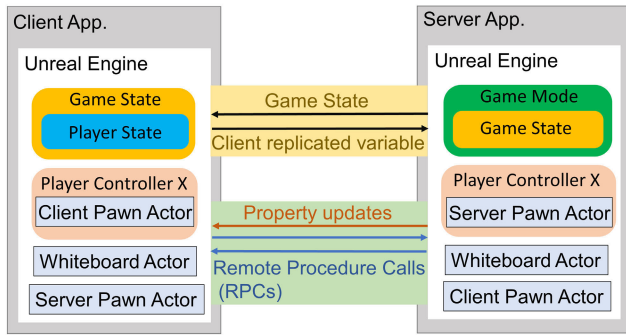 Client App.
Unreal Engine
Game State
Player State
Player Controller X
Client Pawn Actor
Whiteboard Actor
Server Pawn Actor
Game State
Client replicated variable
Property updates
Remote Procedure Calls
(RPCs)
Server App.
Unreal Engine
Game Mode
Game State
Player Controller X
Server Pawn Actor
Whiteboard Actor
Client Pawn Actor